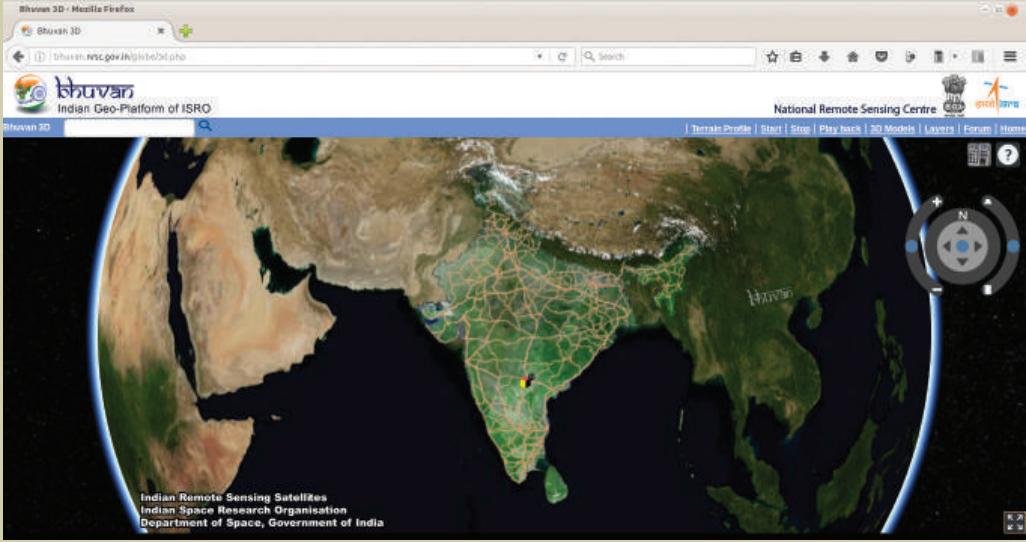 Bhuvan 3D - Mozilla Firefox
Bhuvan 3D
bhuvan.nrsc.gov.in/globe/3d.php
Search
bhuvan
Indian Geo-Platform of ISRO
National Remote Sensing Centre
इसरो isro
Bhuvan 3D
| Terrain Profile | Start | Stop | Play back | 3D Models | Layers | Forum | Home
?
N
bhuvan
Indian Remote Sensing Satellites
Indian Space Research Organisation
Department of Space, Government of India